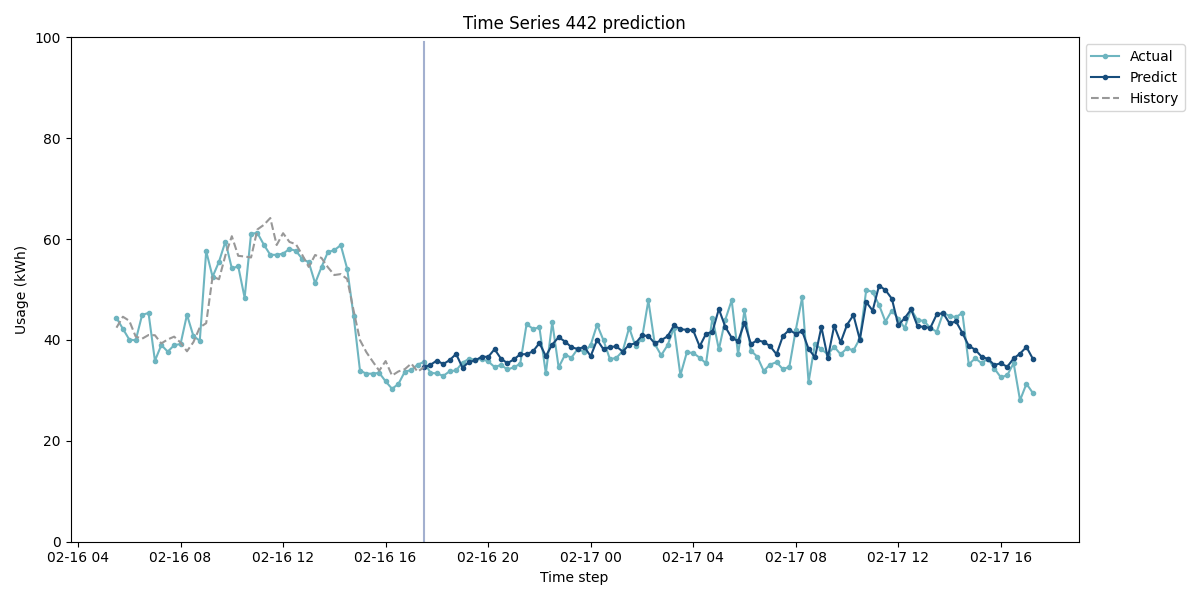 Time Series 442 prediction
100
80
60
40
20
0
Usage (kWh)
02-16 04
02-16 08
02-16 12
02-16 16
02-16 20
02-17 00
02-17 04
02-17 08
02-17 12
02-17 16
Time step
Actual
Predict
History